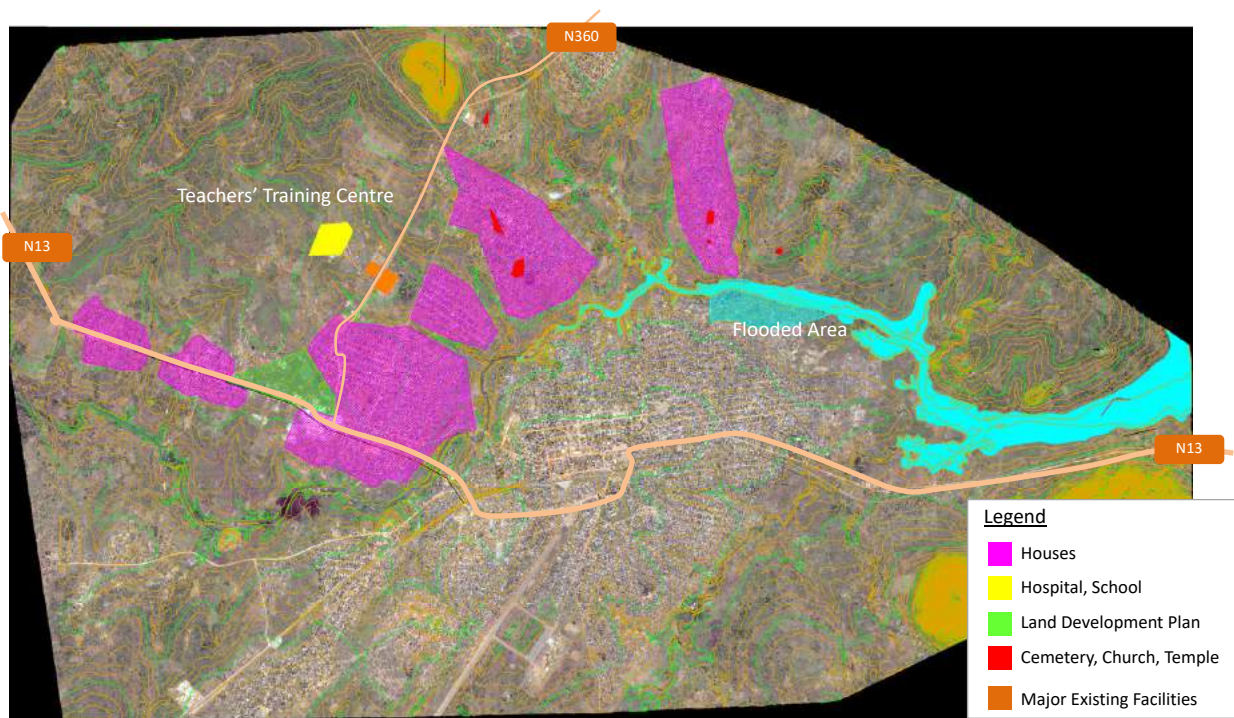 N360
Teachers' Training Centre
N13
Flooded Area
N13
Legend
Houses
Hospital, School
Land Development Plan
Cemetery, Church, Temple
Major Existing Facilities